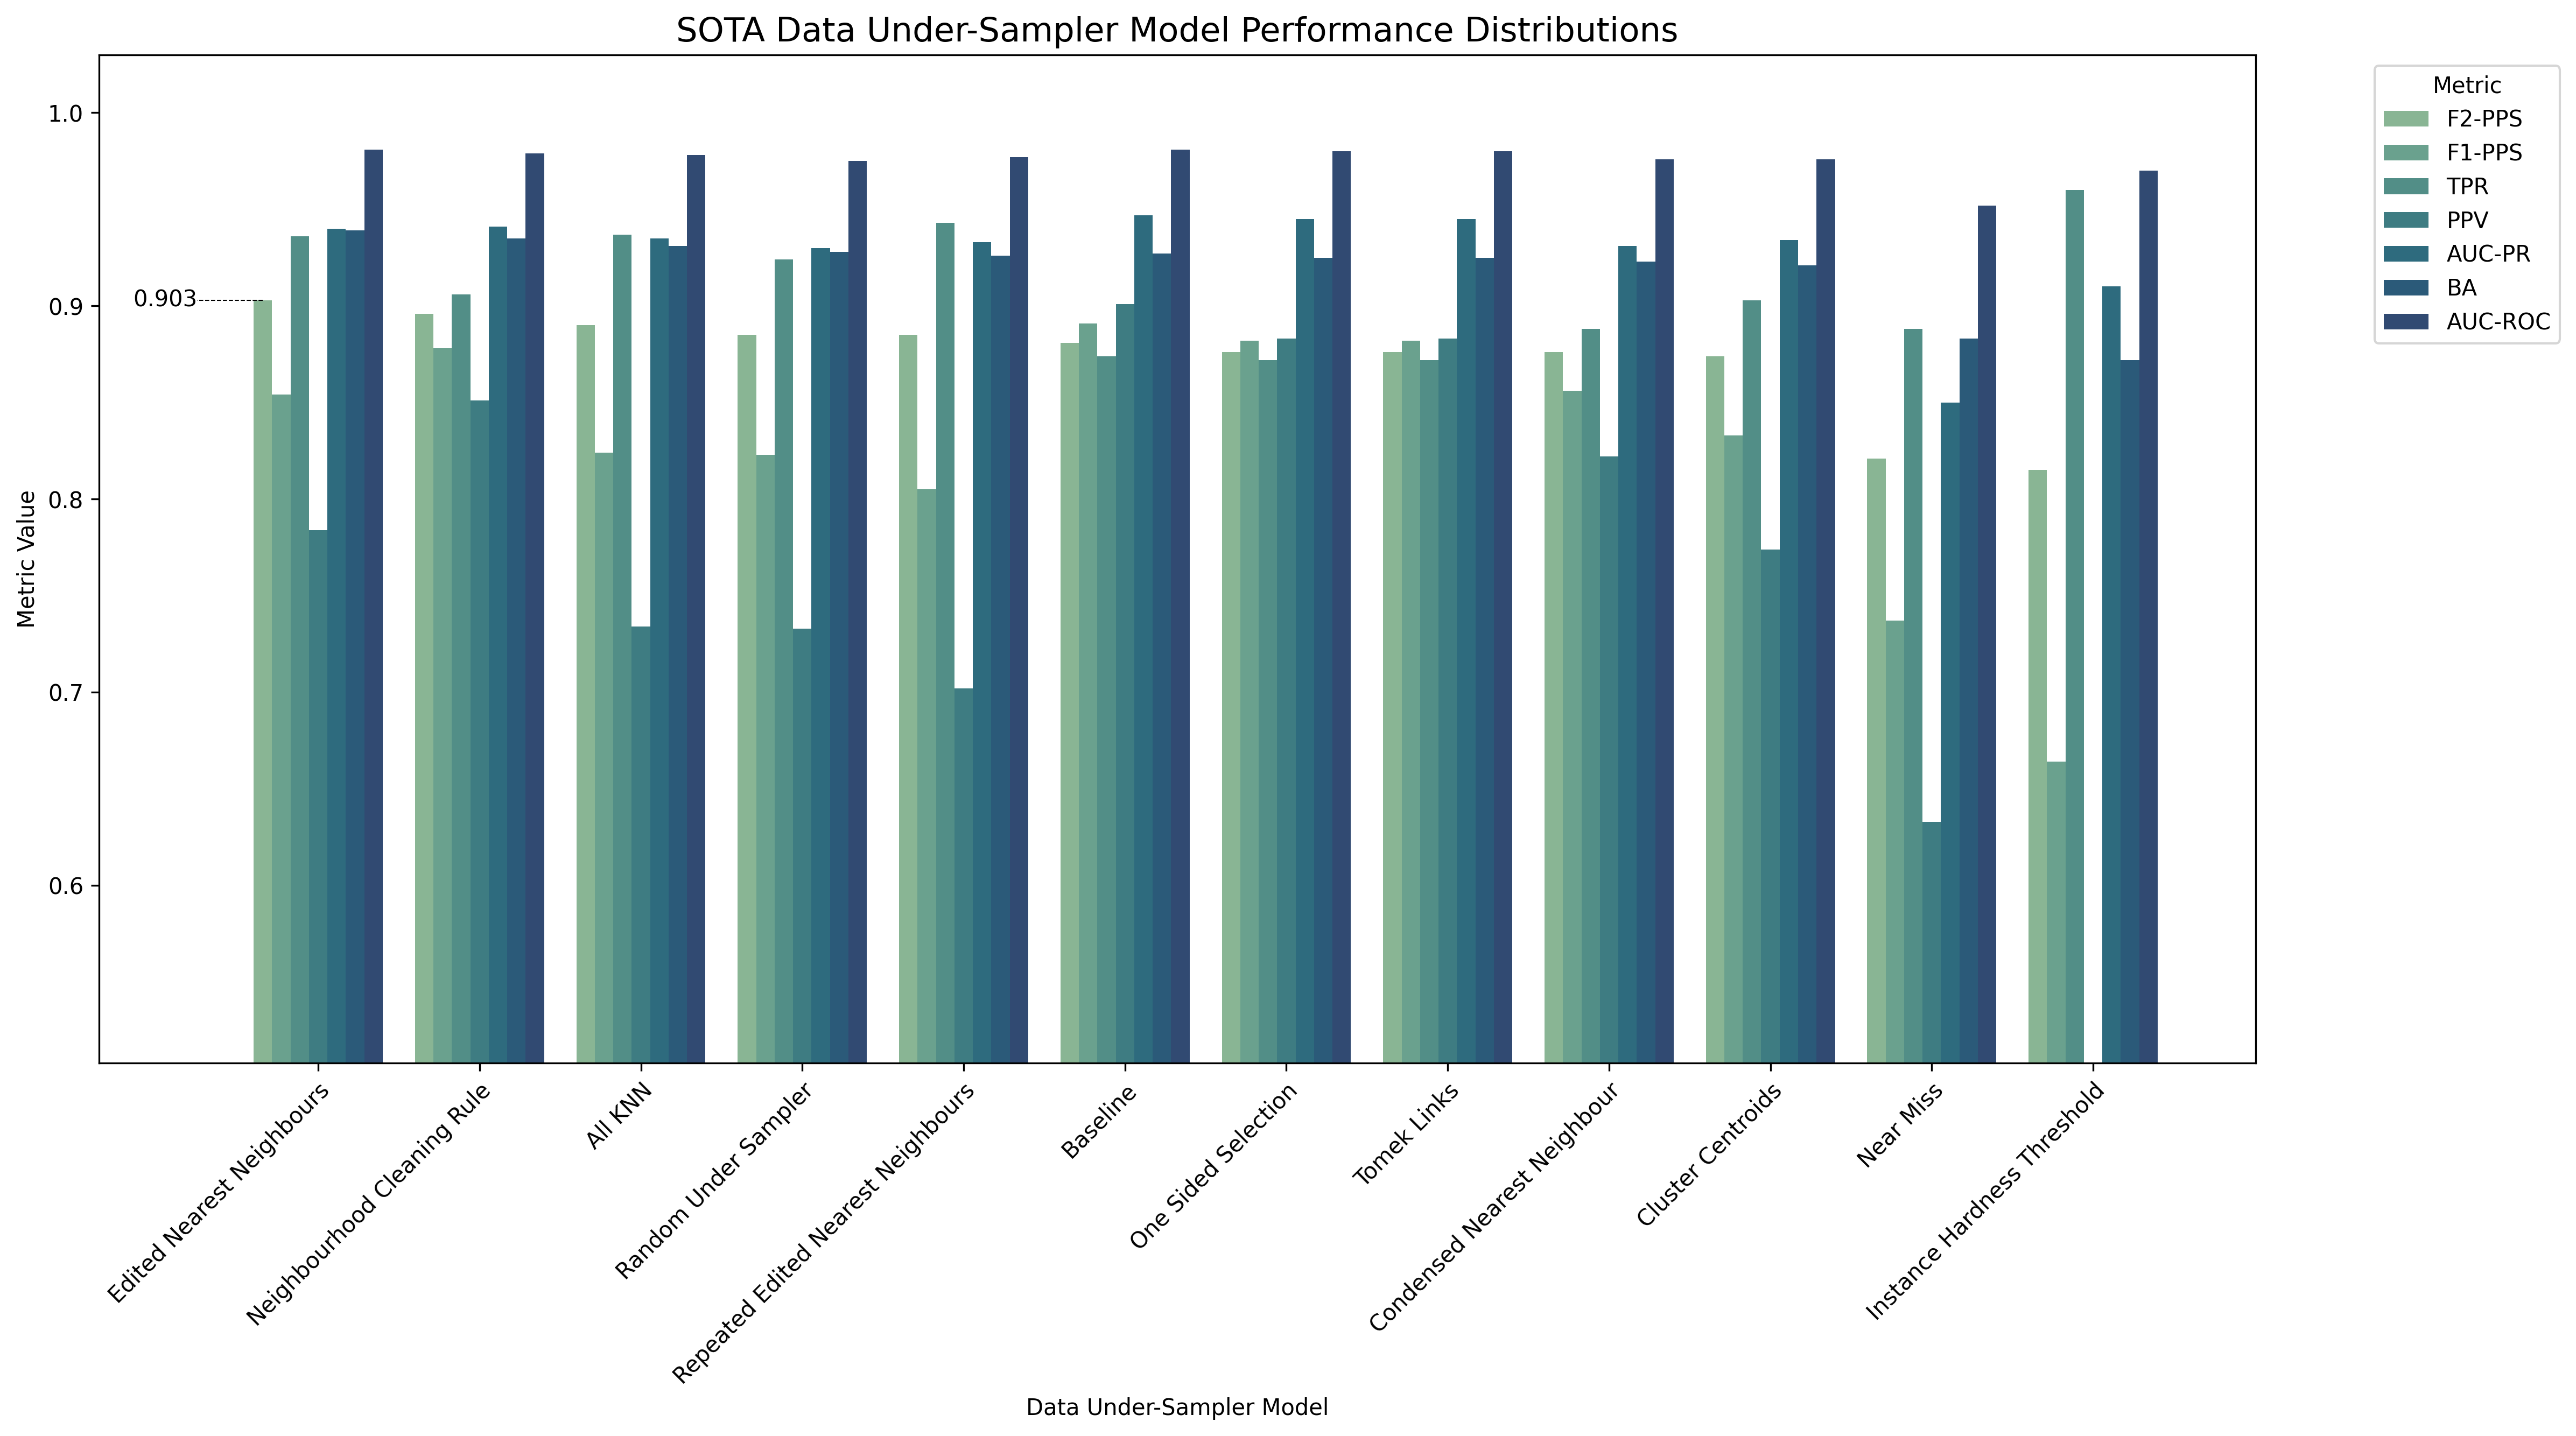 SOTA Data Under-Sampler Model Performance Distributions
Metric Value
1.0
0.9
0.8
0.7
0.6
0.903
Edited Nearest Neighbours
Neighbourhood Cleaning Rule
All KNN
Random Under Sampler
Repeated Edited Nearest Neighbours
Baseline
One Sided Selection
Tomek Links
Condensed Nearest Neighbour
Cluster Centroids
Near Miss
Instance Hardness Threshold
Data Under-Sampler Model
Metric
F2-PPS
F1-PPS
TPR
PPV
AUC-PR
BA
AUC-ROC